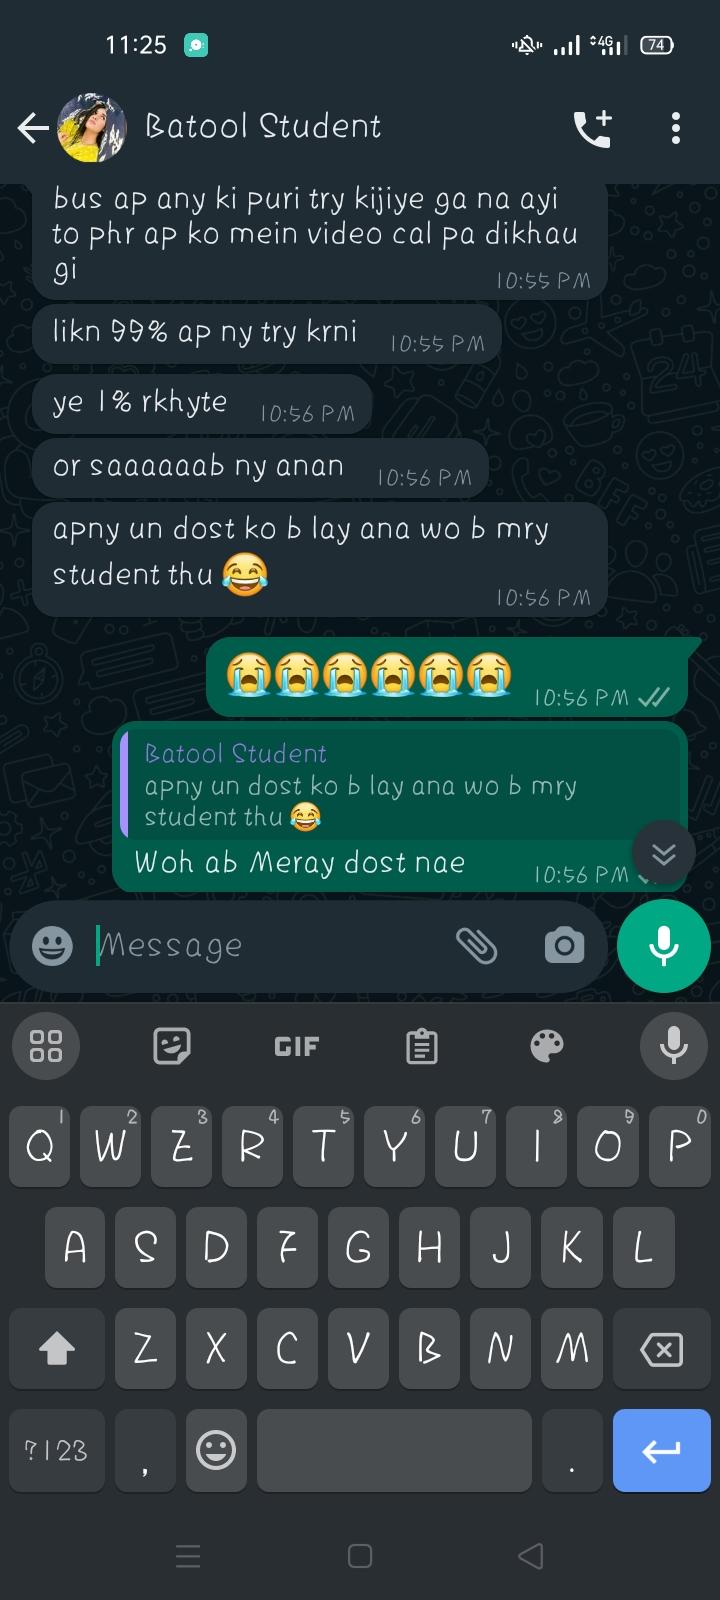 11:25
4G
74
Batool Student
bus ap any ki puri try kijiye ga na ayi
to phr ap ko mein video cal pa dikhau
gi
10:55 PM
likn 99% ap ny try krni
10:55 PM
ye 1% rkhyte
10:56 PM
or saaaaaab ny anan
10:56 PM
apny un dost ko b lay ana wo b mry
student thu 😂
10:56 PM
😭😭😭😭😭😭
10:56 PM
Batool Student
apny un dost ko b lay ana wo b mry
student thu 😂
Woh ab Meray dost nae
10:56 PM
Message
GIF
1 2 3 4 5 6 7 8 9 0
Q W E R T Y U I O P
A S D F G H J K L
Z X C V B N M
?123 , .